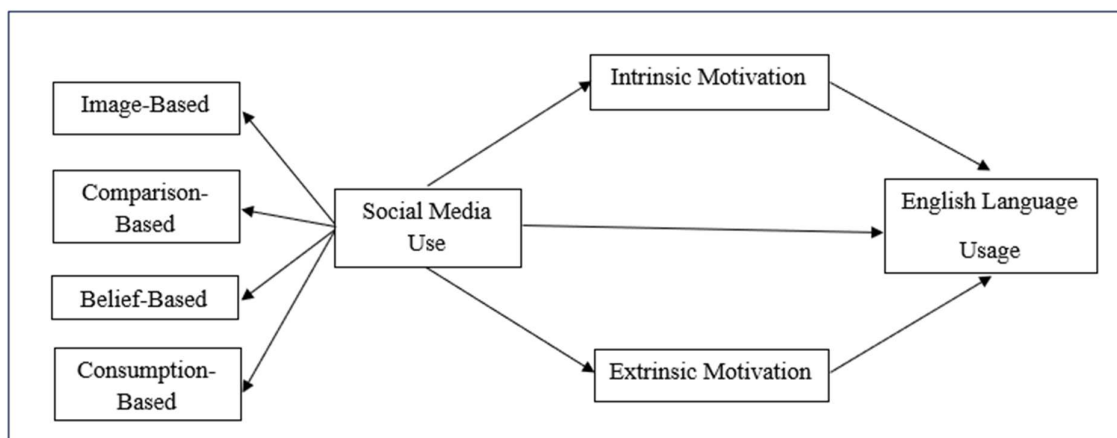 Image-Based
Comparison-
Based
Belief-Based
Consumption-
Based
Social Media
Use
Intrinsic Motivation
Extrinsic Motivation
English Language
Usage